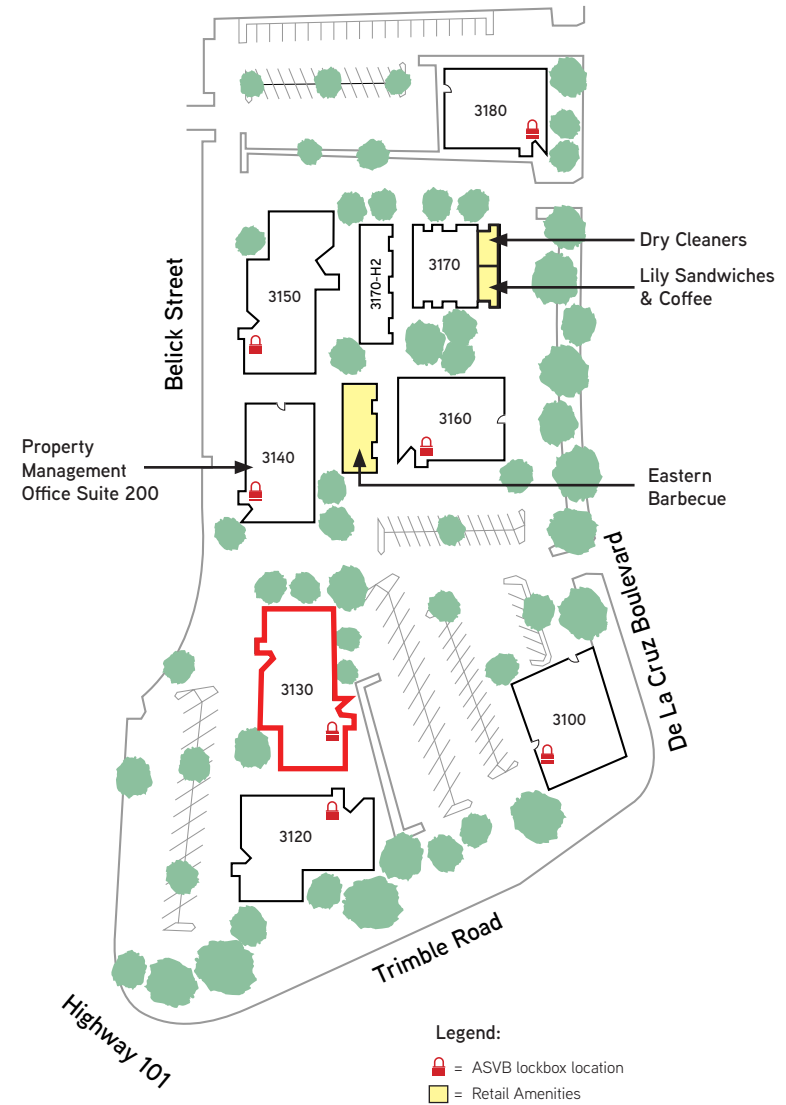 3180
Dry Cleaners
Lily Sandwiches
& Coffee
3170
3170-H2
3150
Belick Street
3160
3140
Property
Management
Office Suite 200
Eastern
Barbecue
De La Cruz Boulevard
3130
3100
3120
Trimble Road
Highway 101
Legend:
= ASVB lockbox location
= Retail Amenities